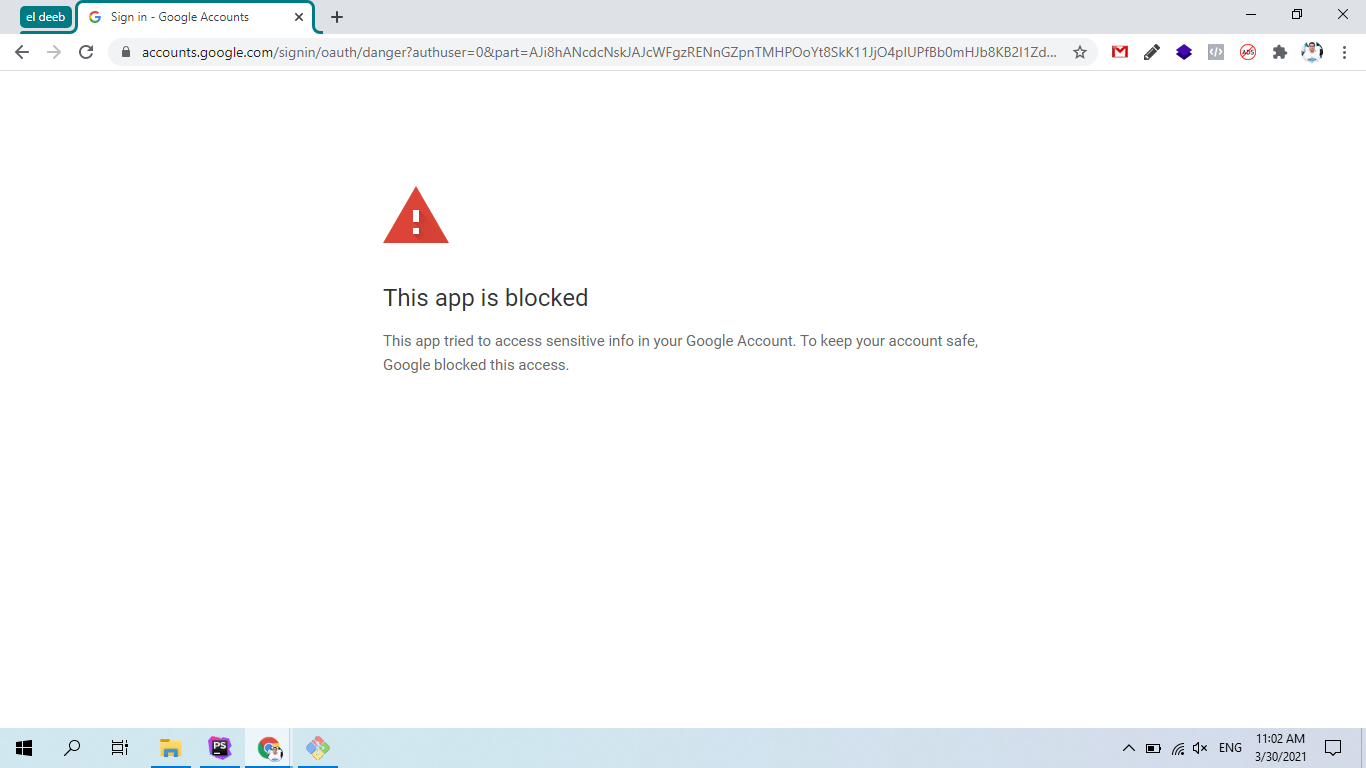 el deeb
Sign in - Google Accounts
accounts.google.com/signin/oauth/danger?authuser=0&part=AJi8hANcdcNskJAJcWFgzRENnGZpnTMHPOoYt8SkK11JjO4pIUPfBb0mHJb8KB2I1Zd...
ADS
This app is blocked
This app tried to access sensitive info in your Google Account. To keep your account safe,
Google blocked this access.
PS
ENG
11:02 AM
3/30/2021